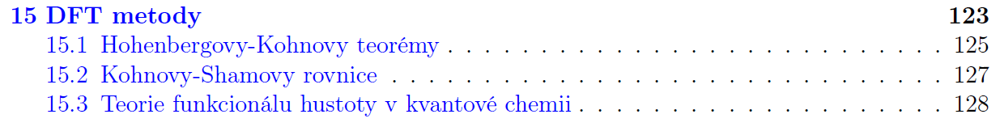 15 DFT metody 123
15.1 Hohenbergovy-Kohnovy teorémy . . . . . . . . . . . . . . . . . . . . . . . . . . . . 125
15.2 Kohnovy-Shamovy rovnice . . . . . . . . . . . . . . . . . . . . . . . . . . . . . . . 127
15.3 Teorie funkcionálu hustoty v kvantové chemii . . . . . . . . . . . . . . . . . . . . 128